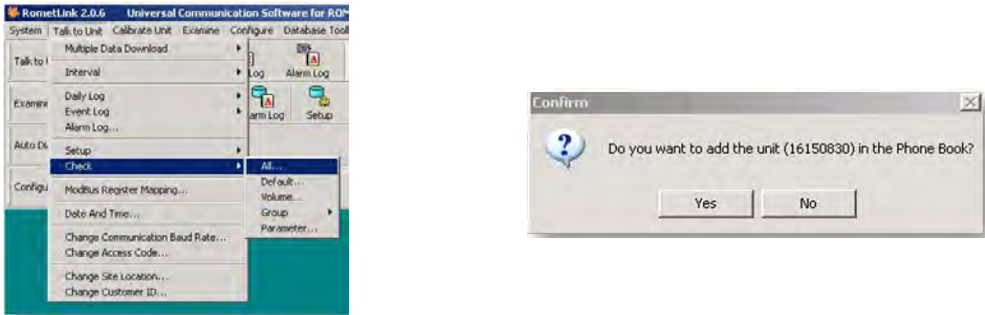 RometLink 2.0.6 Universal Communication Software for ROM
System Talk to Unit Calibrate Unit Examine Configure Database Tool
Talk to
Multiple Data Download
Interval
Log Alarm Log
Examine
Daily Log
Event Log
Alarm Log...
arm Log Setup
Auto Di
Setup
Check
All...
Default...
Volume...
Group
Parameter...
Configu
ModBus Register Mapping...
Date And Time...
Change Communication Baud Rate...
Change Access Code...
Change Site Location...
Change Customer ID...
Confirm
Do you want to add the unit (16150830) in the Phone Book?
Yes No